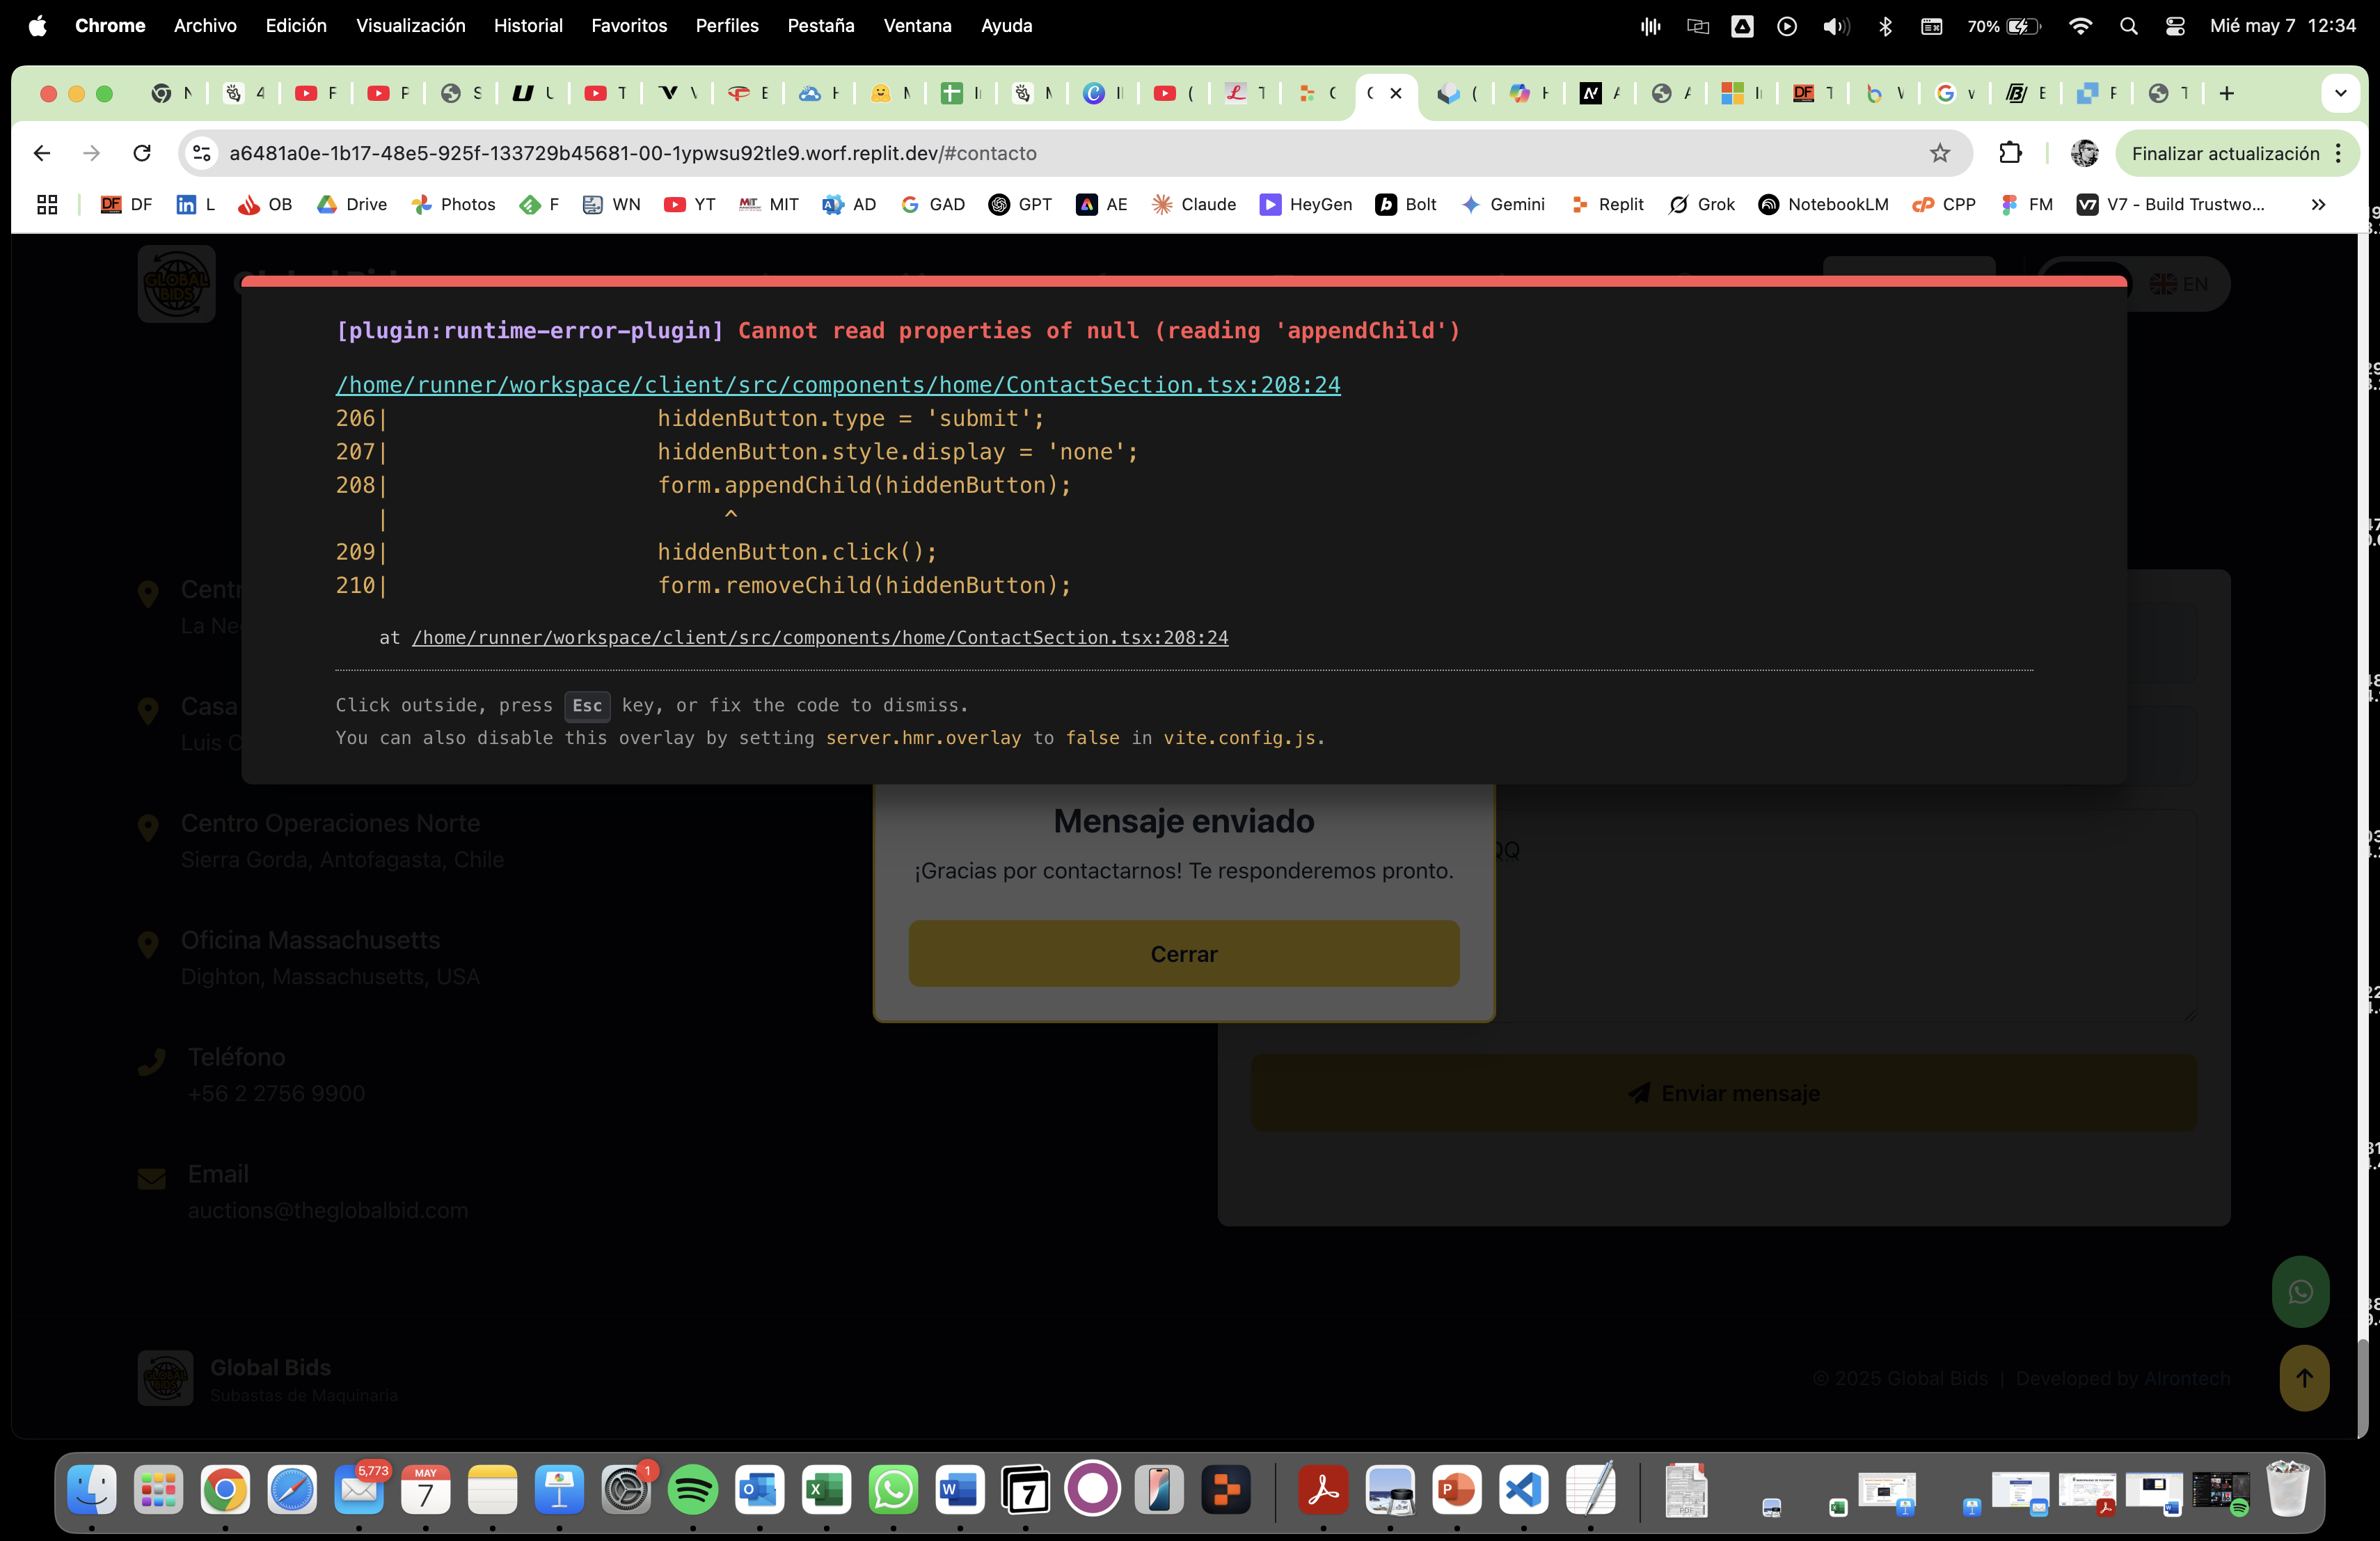 Chrome Archivo Edición Visualización Historial Favoritos Perfiles Pestaña Ventana Ayuda
70% Mié may 7 12:34
a6481a0e-1b17-48e5-925f-133729b45681-00-1ypwsu92tle9.worf.replit.dev/#contacto
Finalizar actualización
DF L OB Drive Photos F WN YT MIT AD GAD GPT AE Claude HeyGen Bolt Gemini Replit Grok NotebookLM CPP FM V7 - Build Trustwo...
GLOBAL BIDS
EN
[plugin:runtime-error-plugin] Cannot read properties of null (reading 'appendChild')
/home/runner/workspace/client/src/components/home/ContactSection.tsx:208:24
206| hiddenButton.type = 'submit';
207| hiddenButton.style.display = 'none';
208| form.appendChild(hiddenButton);
| ^
209| hiddenButton.click();
210| form.removeChild(hiddenButton);
at /home/runner/workspace/client/src/components/home/ContactSection.tsx:208:24
Click outside, press Esc key, or fix the code to dismiss.
You can also disable this overlay by setting server.hmr.overlay to false in vite.config.js.
Casa
Centro Operaciones Norte
Sierra Gorda, Antofagasta, Chile
Oficina Massachusetts
Dighton, Massachusetts, USA
Teléfono
+56 2 2756 9900
Email
auctions@theglobalbid.com
Mensaje enviado
¡Gracias por contactarnos! Te responderemos pronto.
Cerrar
Enviar mensaje
Global Bids
Subastas de Maquinaria
© 2025 Global Bids | Developed by AIrontech
5,773
MAY
7
1
7
PDF